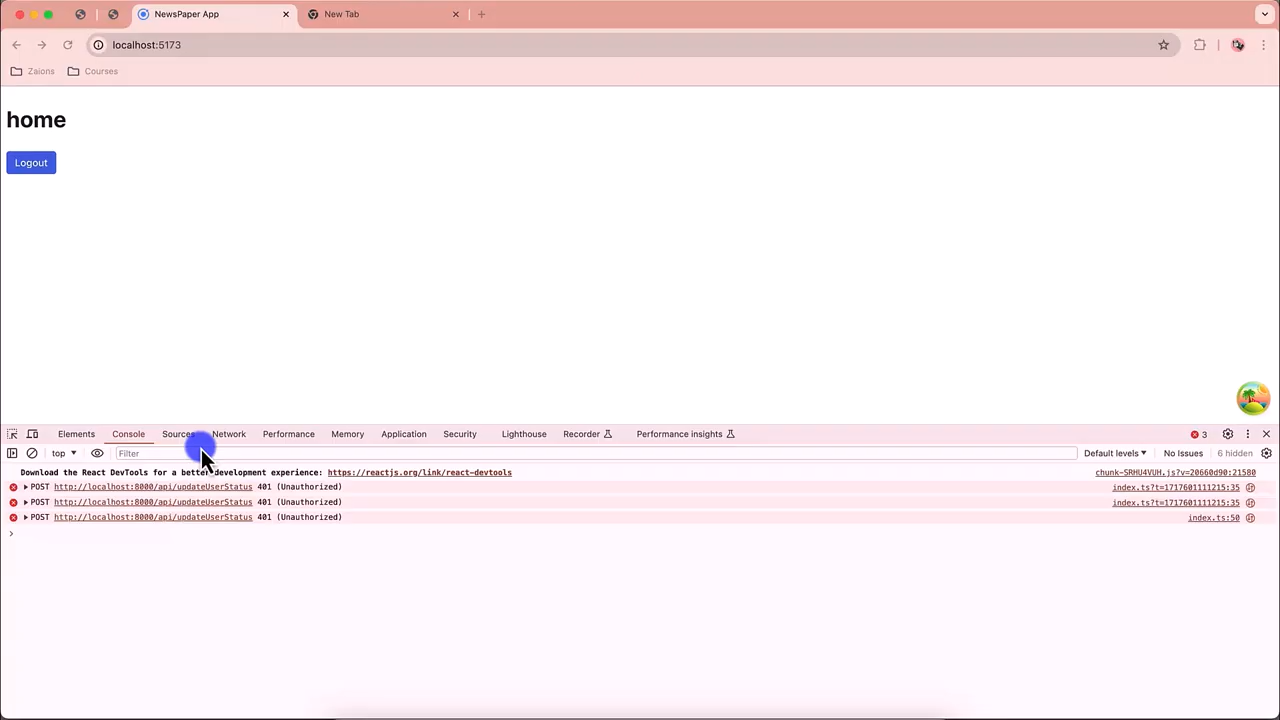 NewsPaper App
New Tab
localhost:5173
Zaions
Courses
home
Logout
Elements Console Sources Network Performance Memory Application Security Lighthouse Recorder Performance insights 3
top Filter Default levels No Issues 6 hidden
Download the React DevTools for a better development experience: https://reactjs.org/link/react-devtools chunk-SRHU4VUH.js?v=20660d90:21580
POST http://localhost:8000/api/updateUserStatus 401 (Unauthorized) index.ts?t=1717601111215:35
POST http://localhost:8000/api/updateUserStatus 401 (Unauthorized) index.ts?t=1717601111215:35
POST http://localhost:8000/api/updateUserStatus 401 (Unauthorized) index.ts:50